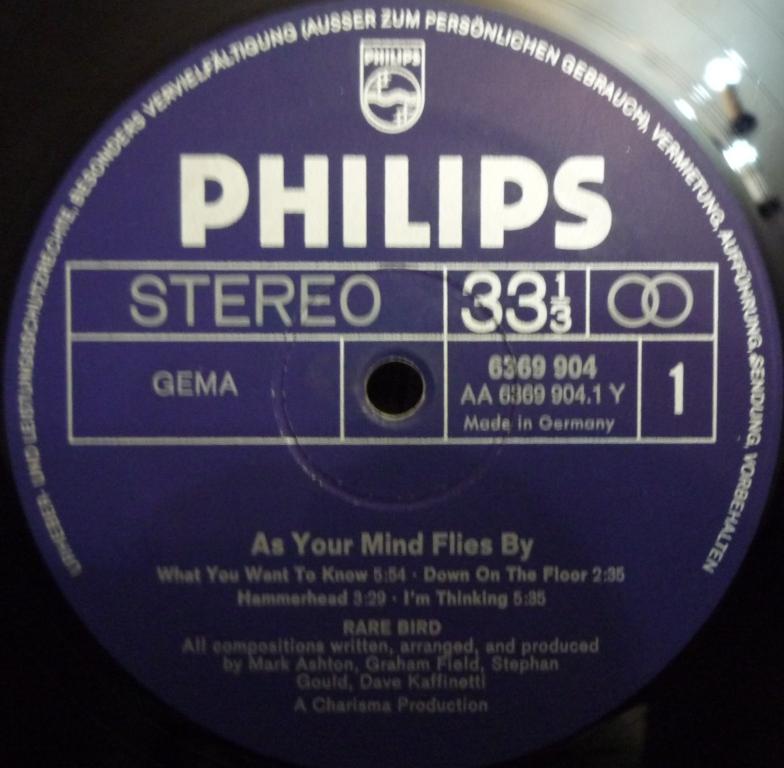 URHEBER- UND LEISTUNGSSCHUTZRECHTE, BESONDERS VERVIELFÄLTIGUNG (AUSSER ZUM PERSÖNLICHEN GEBRAUCH), VERMIETUNG, AUFFÜHRUNG, SENDUNG, VORBEHALTEN
PHILIPS
PHILIPS
STEREO 33 1/3
GEMA 6369 904 1
AA 6369 904.1 Y
Made in Germany
As Your Mind Flies By
What You Want To Know 5:54 · Down On The Floor 2:35
Hammerhead 3:29 · I'm Thinking 5:35
RARE BIRD
All compositions written, arranged, and produced
by Mark Ashton, Graham Field, Stephan
Gould, Dave Kaffinetti
A Charisma Production